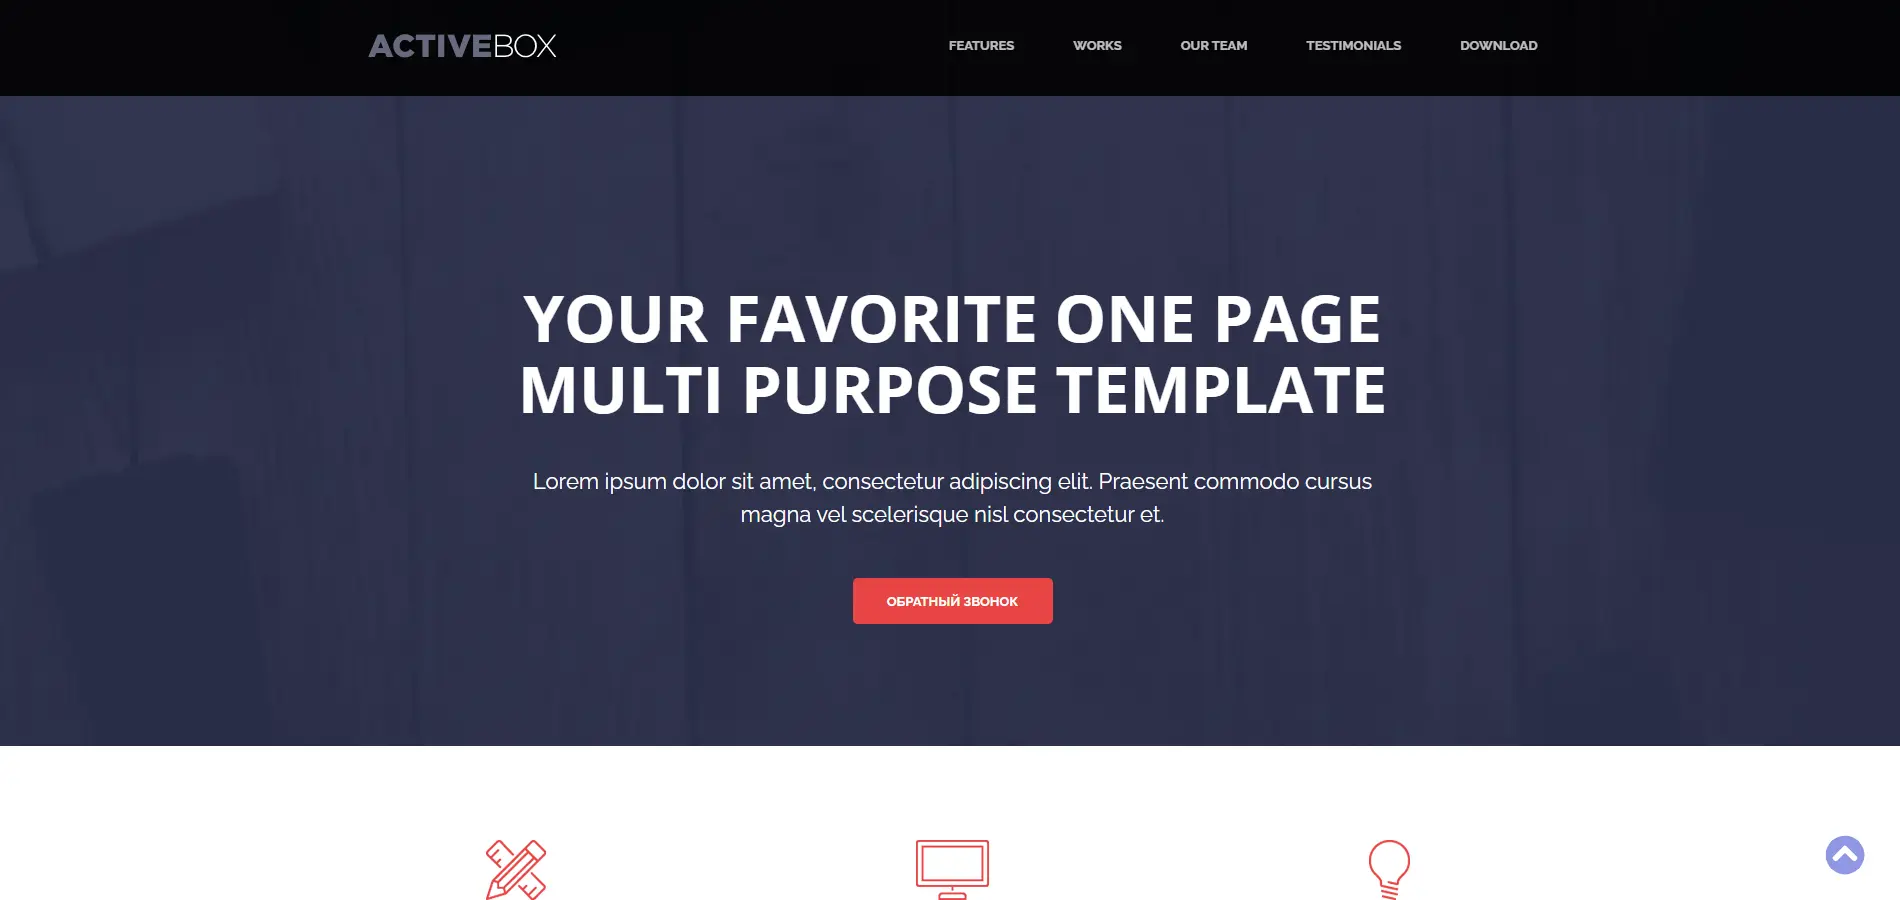 ACTIVEBOX
FEATURES
WORKS
OUR TEAM
TESTIMONIALS
DOWNLOAD
YOUR FAVORITE ONE PAGE
MULTI PURPOSE TEMPLATE
Lorem ipsum dolor sit amet, consectetur adipiscing elit. Praesent commodo cursus
magna vel scelerisque nisl consectetur et.
ОБРАТНЫЙ ЗВОНОК